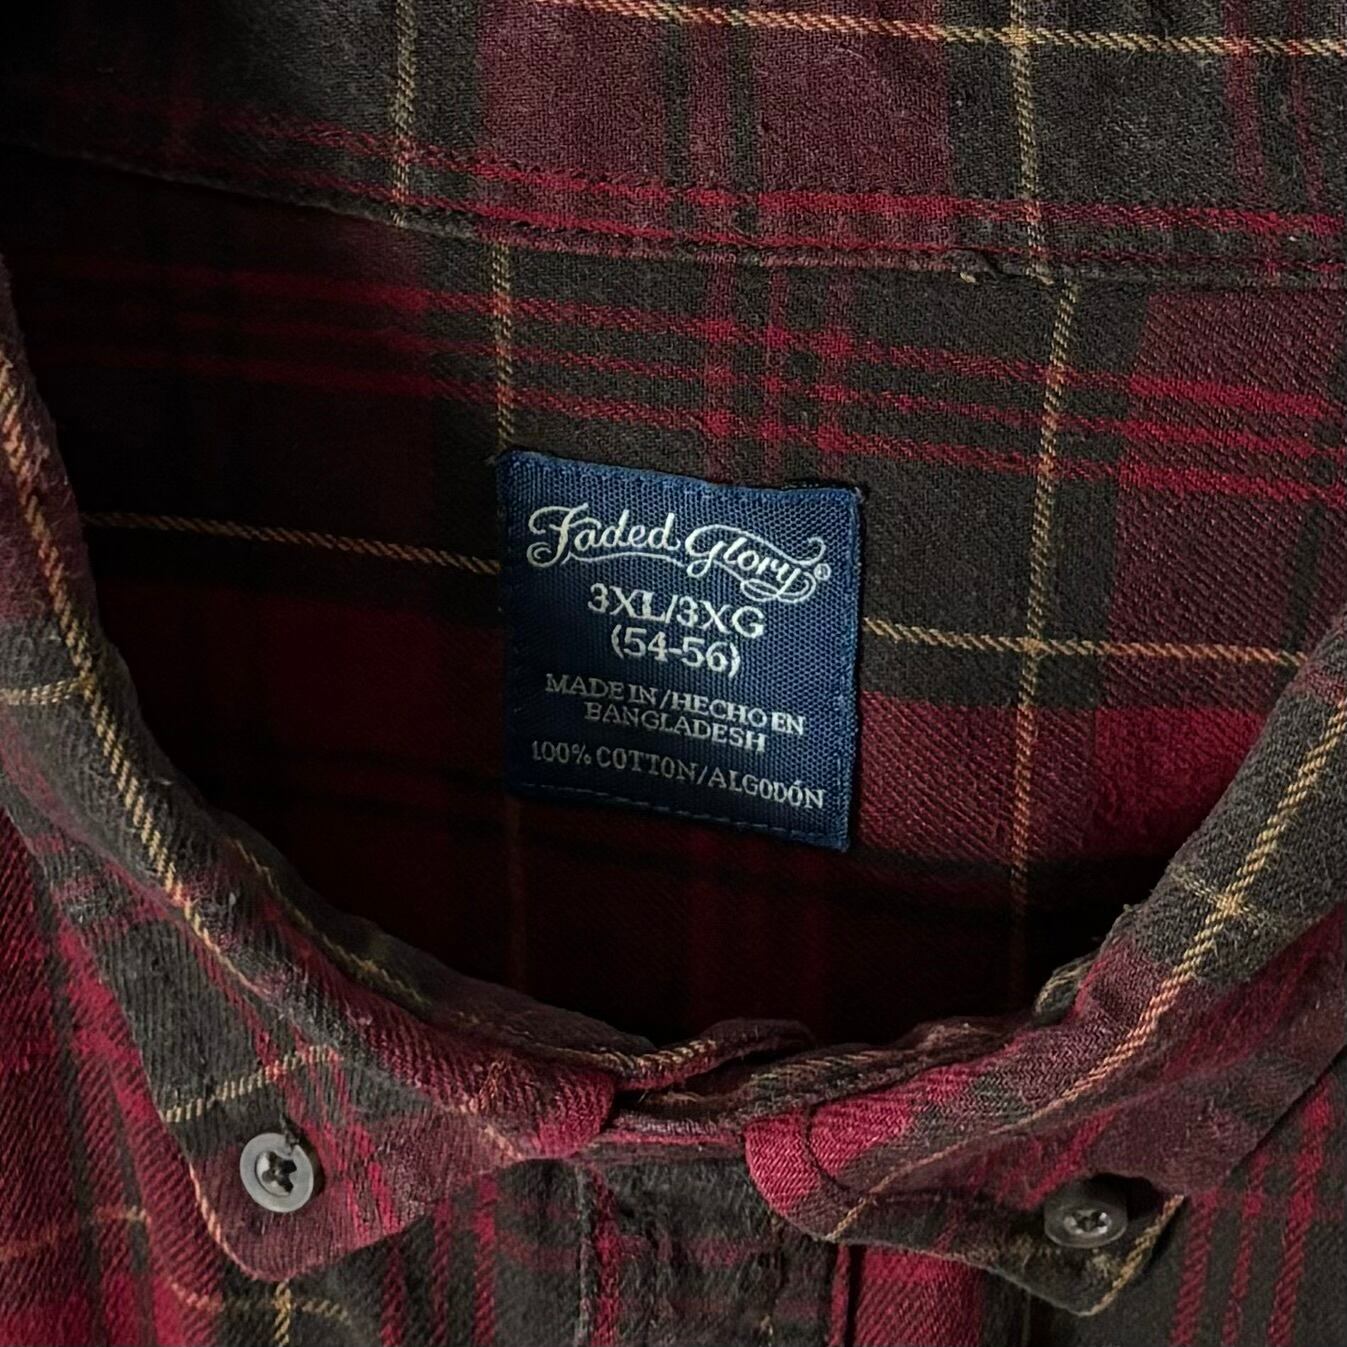 Faded Glory®
3XL/3XG
(54-56)
MADE IN/HECHO EN
BANGLADESH
100% COTTON/ALGODÓN